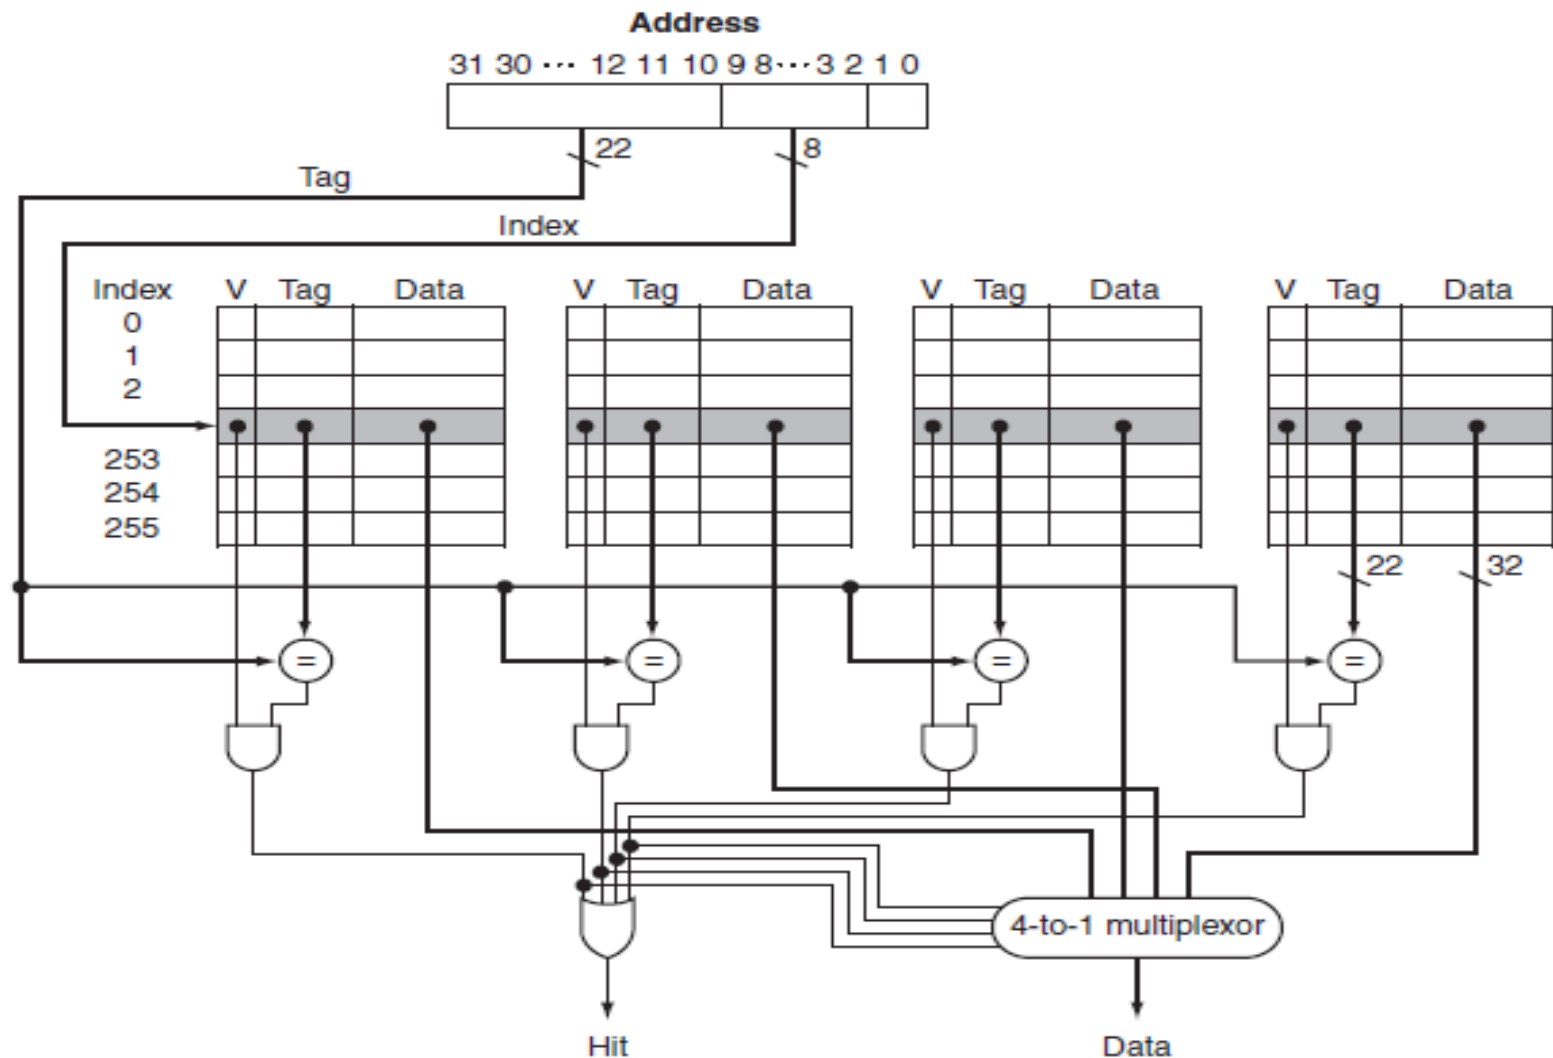 Address
31 30 ··· 12 11 10 9 8 ··· 3 2 1 0
22
8
Tag
Index
Index V Tag Data V Tag Data V Tag Data V Tag Data
0
1
2
253
254
255
22 32
= = = =
4-to-1 multiplexor
Hit Data